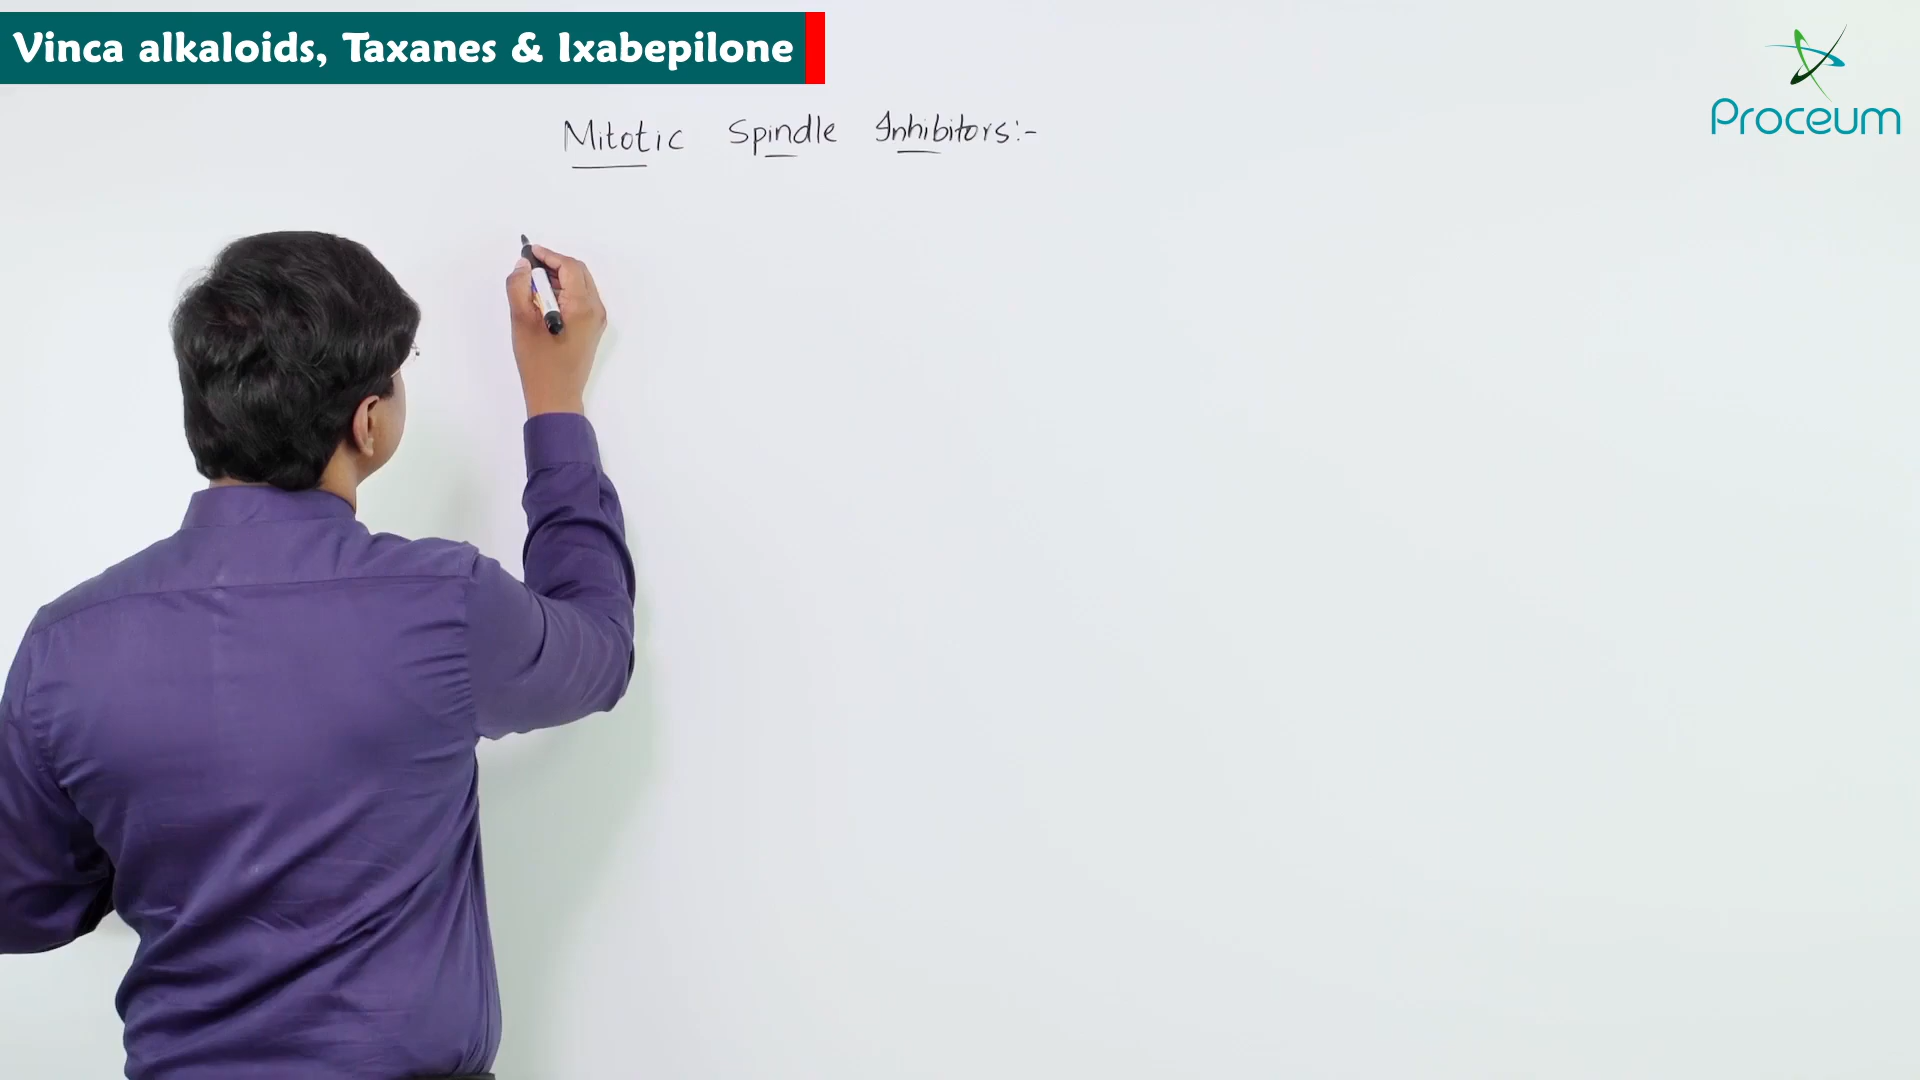 Vinca alkaloids, Taxanes & Ixabepilone
Proceum
Mitotic Spindle Inhibitors:-